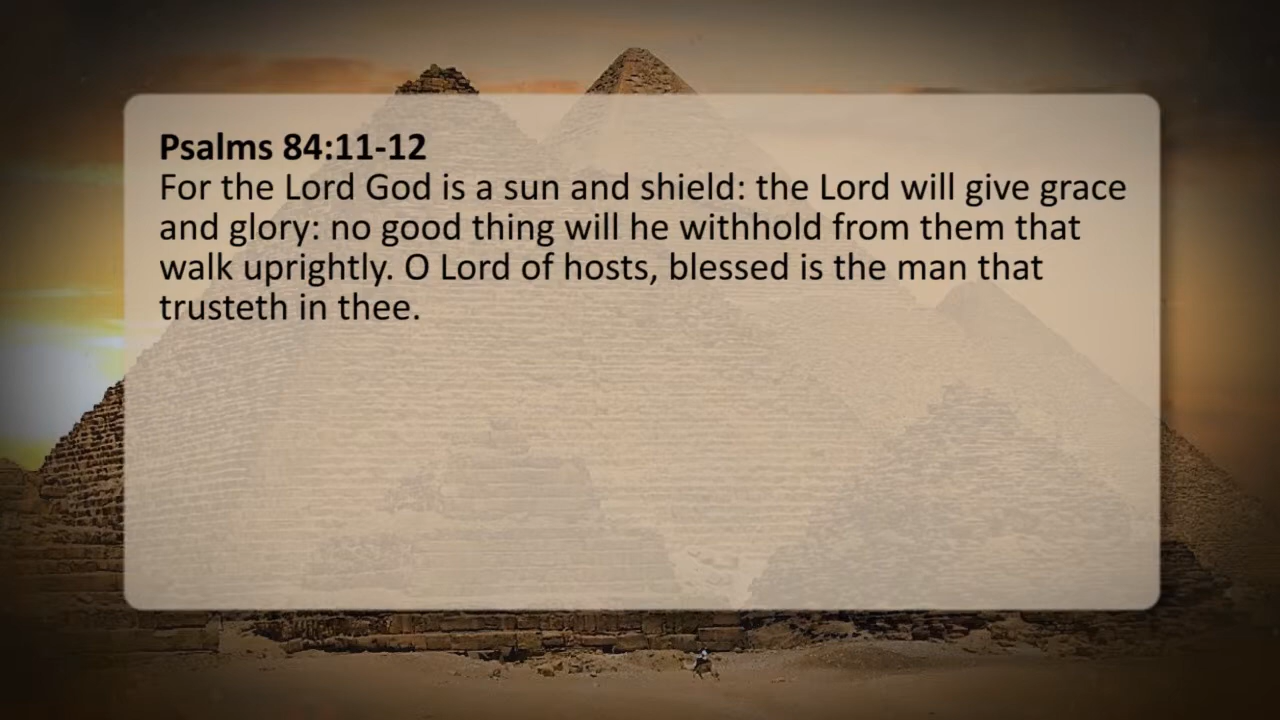 Psalms 84:11-12
For the Lord God is a sun and shield: the Lord will give grace
and glory: no good thing will he withhold from them that
walk uprightly. O Lord of hosts, blessed is the man that
trusteth in thee.